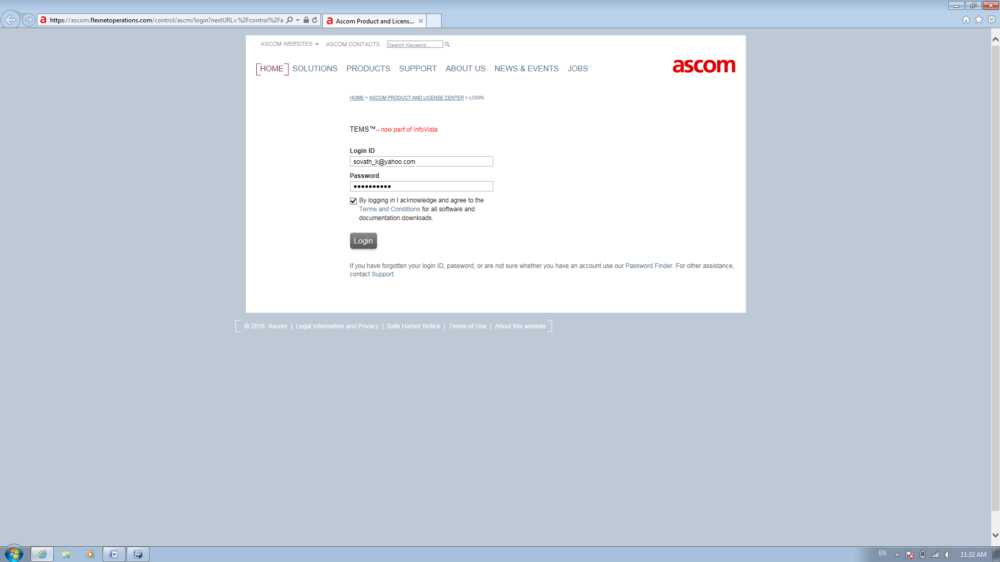 https://ascom.flexnetoperations.com/control/ascm/login?nextURL=%2Fcontrol%2Fa
Ascom Product and Licens...
ASCOM WEBSITES
ASCOM CONTACTS
Search Keyword...
HOME SOLUTIONS PRODUCTS SUPPORT ABOUT US NEWS & EVENTS JOBS
ascom
HOME > ASCOM PRODUCT AND LICENSE CENTER > LOGIN
TEMS™– now part of InfoVista
Login ID
sovath_k@yahoo.com
Password
By logging in I acknowledge and agree to the
Terms and Conditions for all software and
documentation downloads.
Login
If you have forgotten your login ID, password, or are not sure whether you have an account use our Password Finder. For other assistance,
contact Support.
© 2016 Ascom | Legal Information and Privacy | Safe Harbor Notice | Terms of Use | About this website
EN
11:32 AM